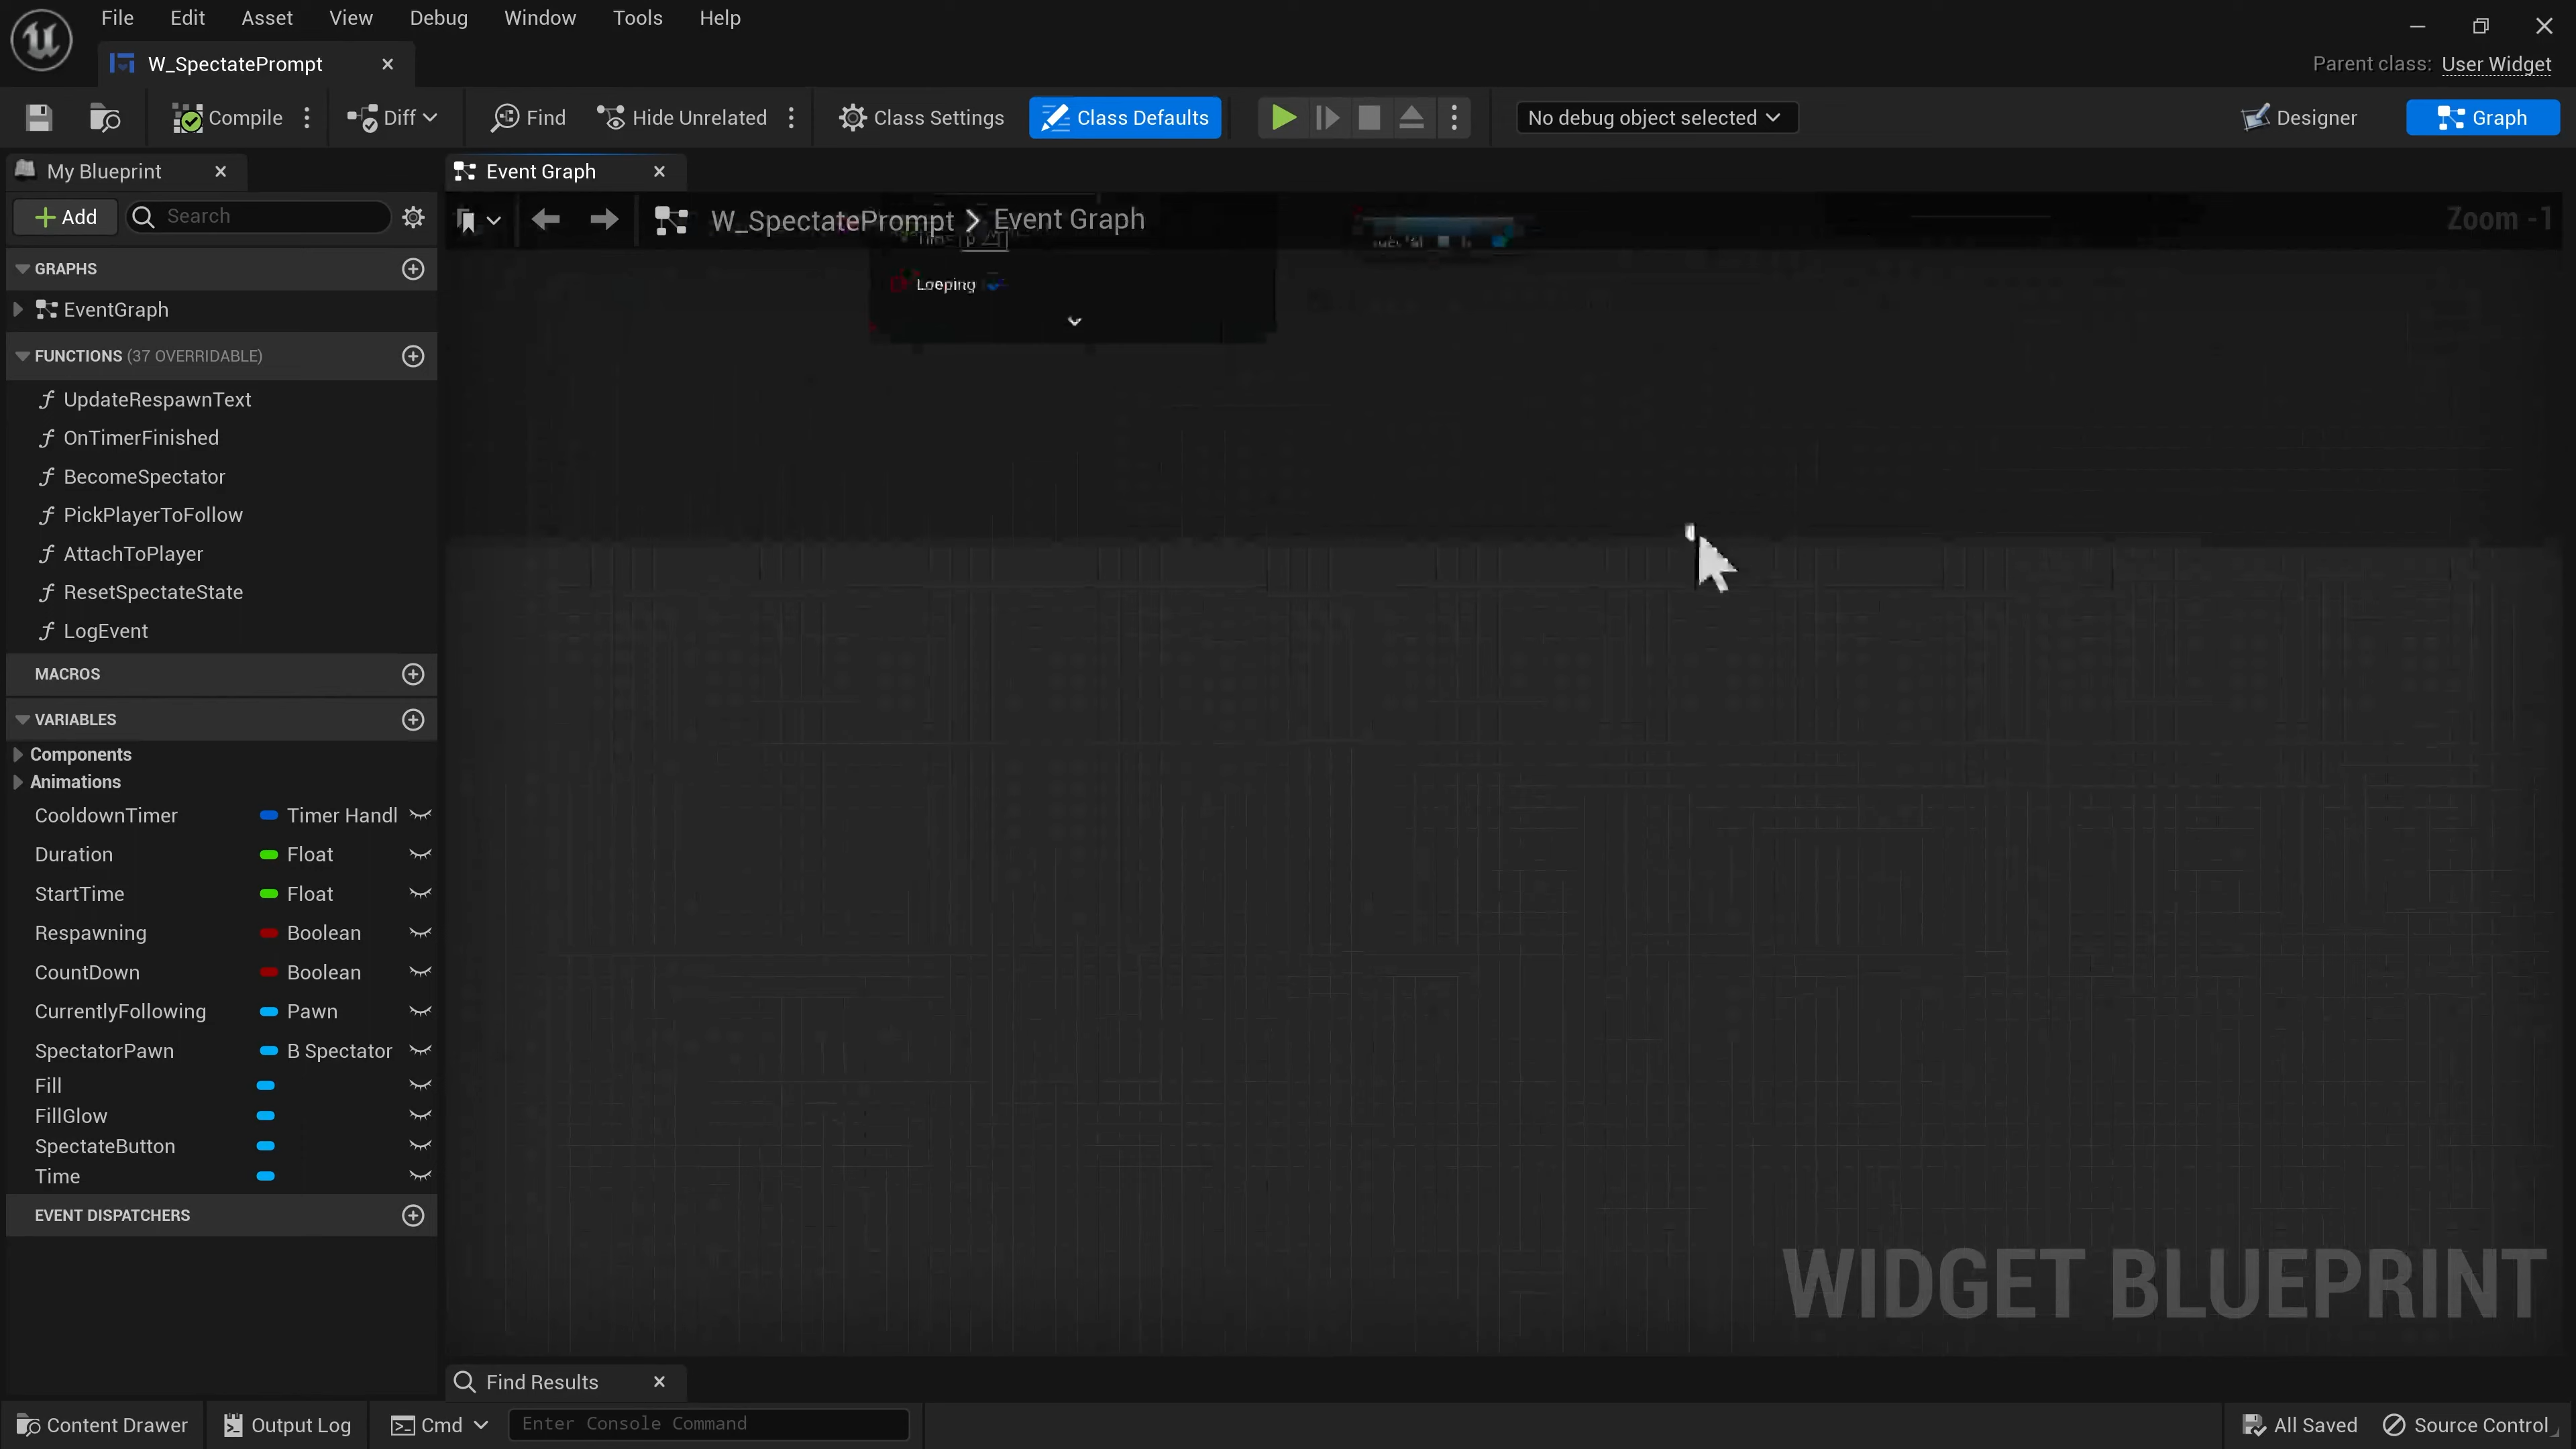 File Edit Asset View Debug Window Tools Help
W_SpectatePrompt
Parent class: User Widget
Compile Diff Find Hide Unrelated Class Settings Class Defaults No debug object selected Designer Graph
My Blueprint
Event Graph
Add Search
W_SpectatePrompt > Event Graph
Zoom -1
GRAPHS
EventGraph
FUNCTIONS (37 OVERRIDABLE)
UpdateRespawnText
OnTimerFinished
BecomeSpectator
PickPlayerToFollow
AttachToPlayer
ResetSpectateState
LogEvent
MACROS
VARIABLES
Components
Animations
CooldownTimer Timer Handl
Duration Float
StartTime Float
Respawning Boolean
CountDown Boolean
CurrentlyFollowing Pawn
SpectatorPawn B Spectator
Fill
FillGlow
SpectateButton
Time
EVENT DISPATCHERS
Looping
WIDGET BLUEPRINT
Find Results
Content Drawer Output Log Cmd Enter Console Command All Saved Source Control